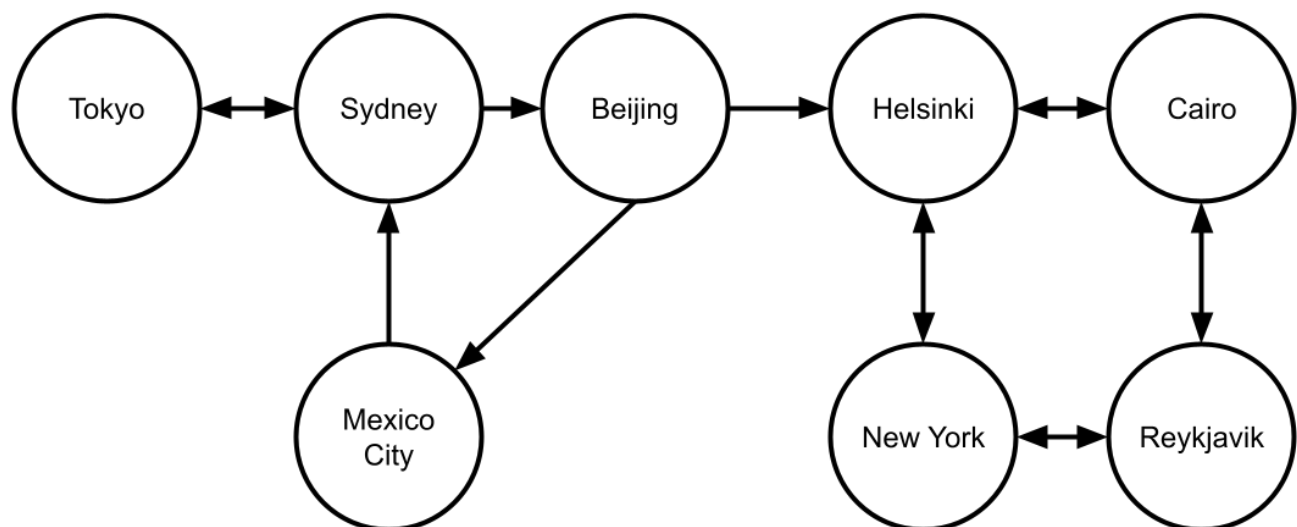 Tokyo
Sydney
Beijing
Helsinki
Cairo
Mexico
City
New York
Reykjavik